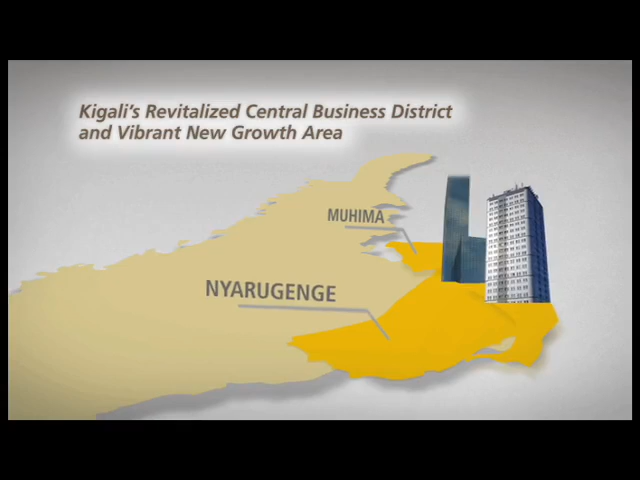 Kigali's Revitalized Central Business District
and Vibrant New Growth Area
MUHIMA
NYARUGENGE